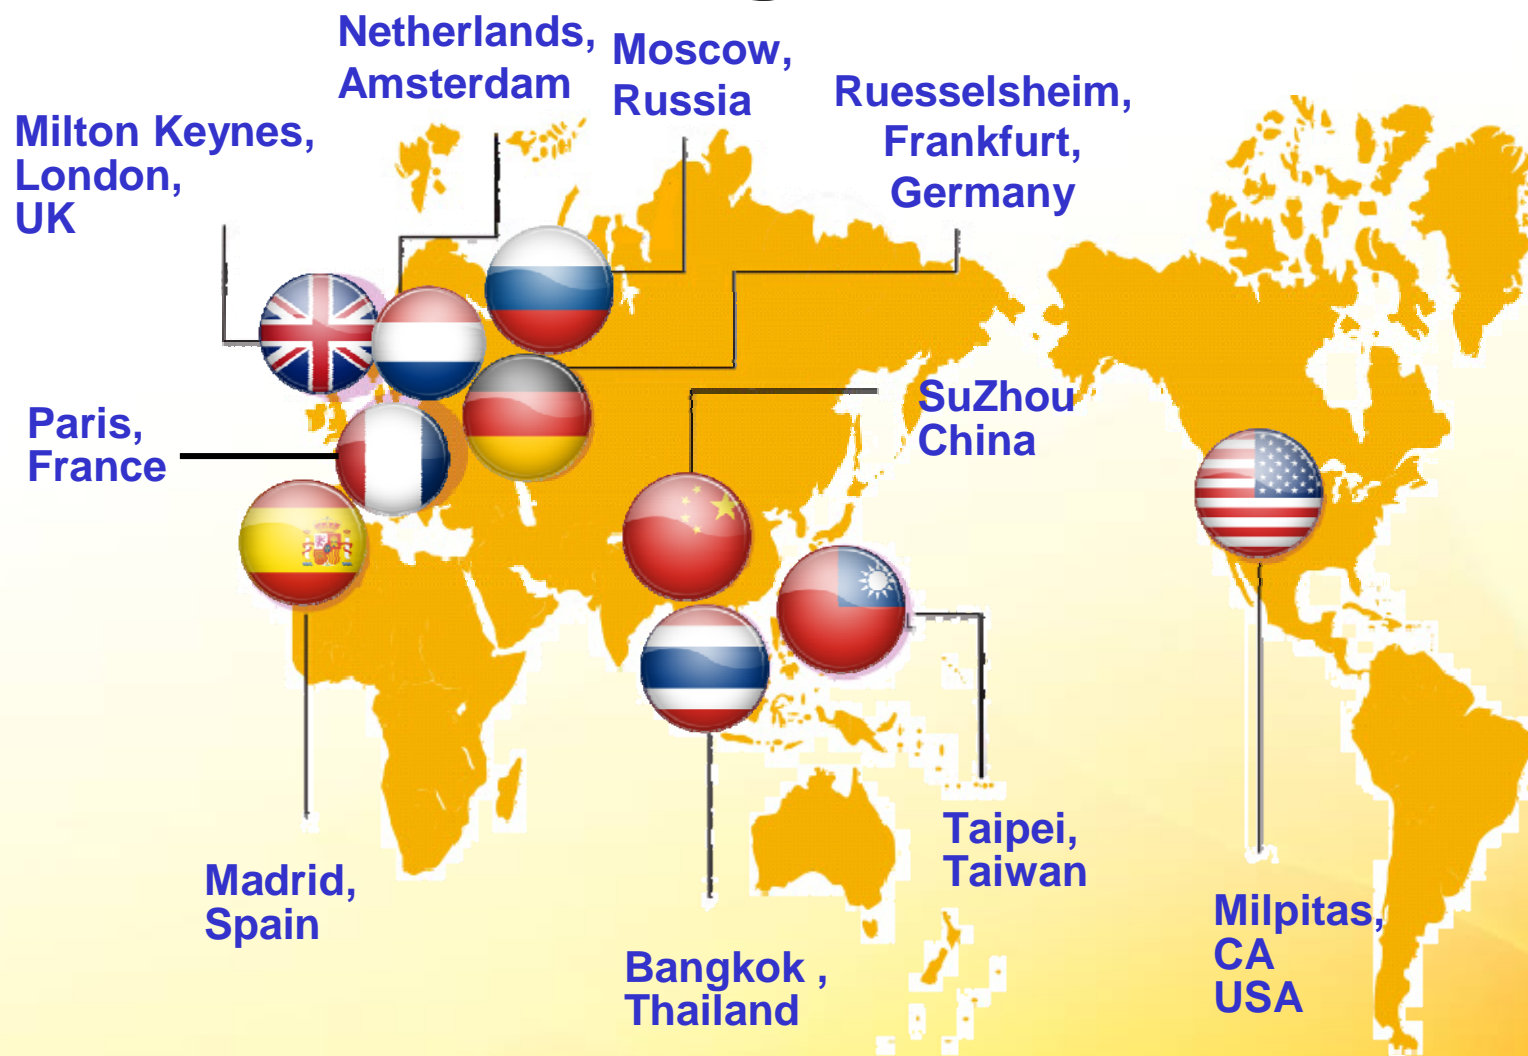 Netherlands,
Amsterdam
Moscow,
Russia
Ruesselsheim,
Frankfurt,
Germany
Milton Keynes,
London,
UK
Paris,
France
SuZhou
China
Madrid,
Spain
Bangkok ,
Thailand
Taipei,
Taiwan
Milpitas,
CA
USA